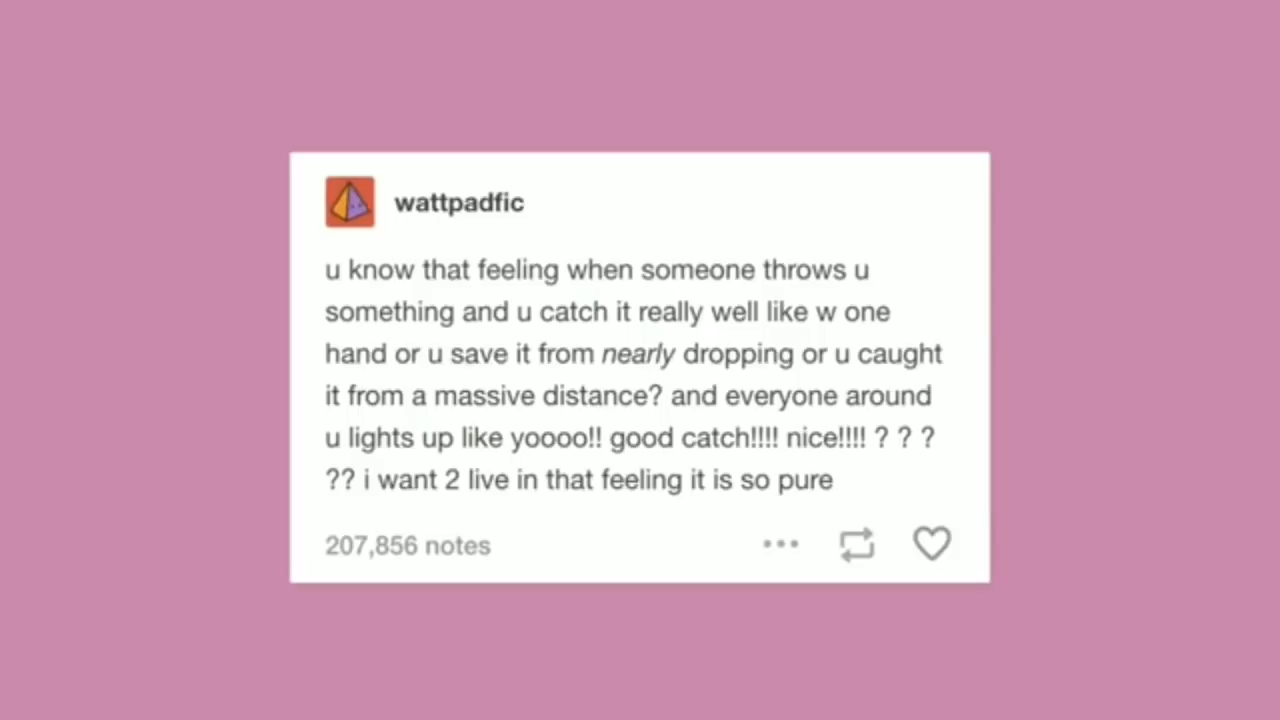 wattpadfic
u know that feeling when someone throws u
something and u catch it really well like w one
hand or u save it from nearly dropping or u caught
it from a massive distance? and everyone around
u lights up like yoooo!! good catch!!!! nice!!!! ? ? ?
?? i want 2 live in that feeling it is so pure
207,856 notes